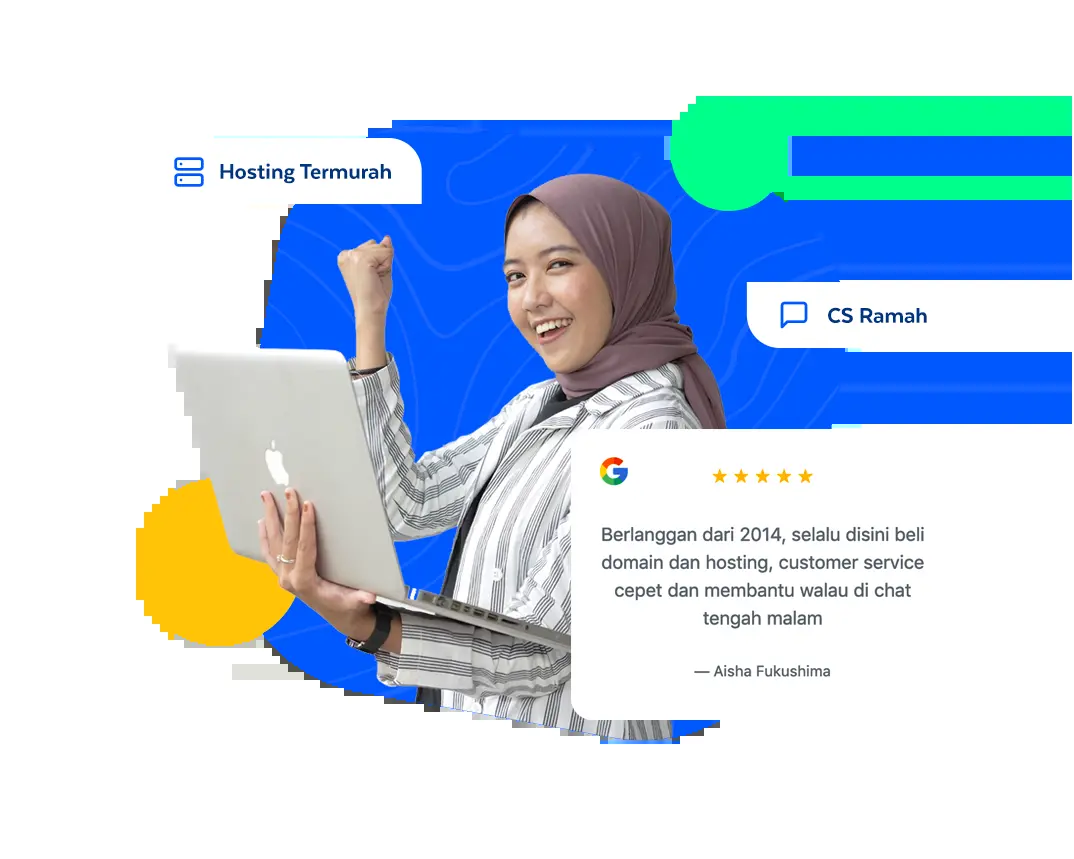 Hosting Termurah
CS Ramah
Berlanggan dari 2014, selalu disini beli
domain dan hosting, customer service
cepet dan membantu walau di chat
tengah malam
— Aisha Fukushima